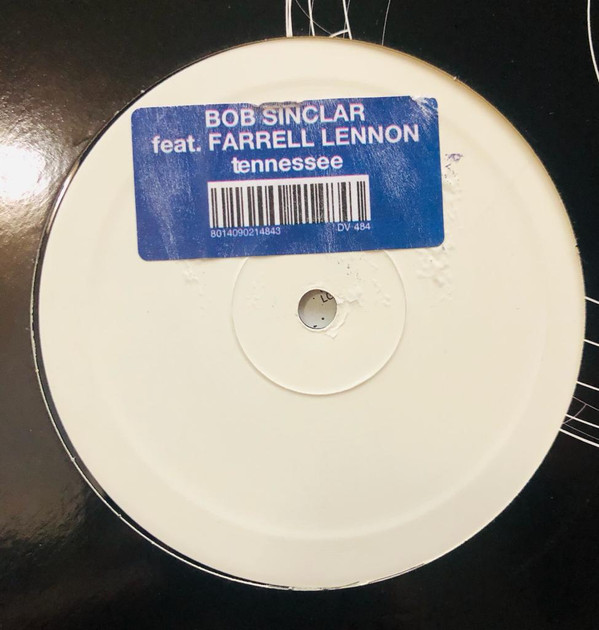 BOB SINCLAR
feat. FARRELL LENNON
tennessee
8014090214843 DV 484